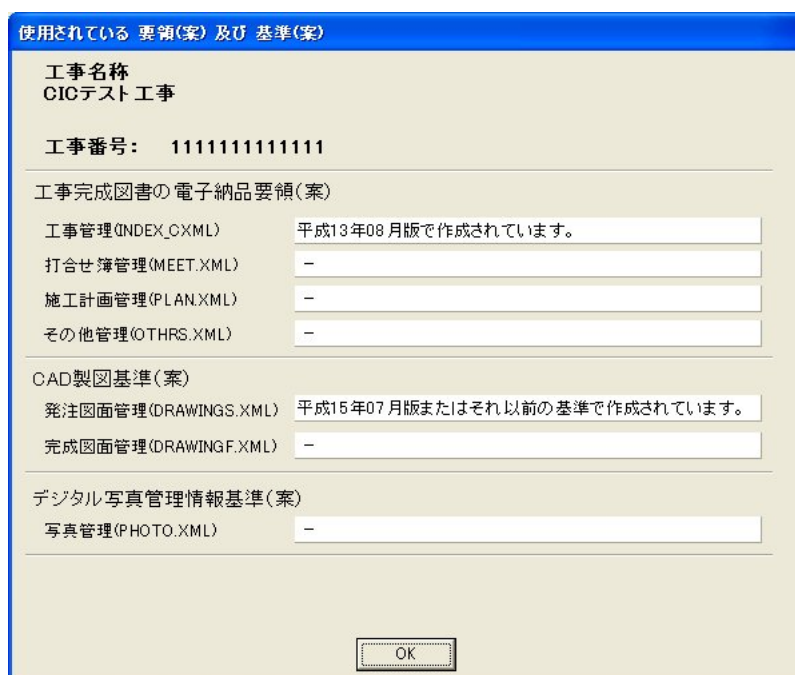 使用されている 要領(案) 及び 基準(案)
工事名称
CICテスト工事
工事番号: 1111111111111
工事完成図書の電子納品要領(案)
工事管理(INDEX_C.XML) 平成13年08月版で作成されています。
打合せ簿管理(MEET.XML) -
施工計画管理(PLAN.XML) -
その他管理(OTHRS.XML) -
CAD製図基準(案)
発注図面管理(DRAWINGS.XML) 平成15年07月版またはそれ以前の基準で作成されています。
完成図面管理(DRAWINGF.XML) -
デジタル写真管理情報基準(案)
写真管理(PHOTO.XML) -
OK